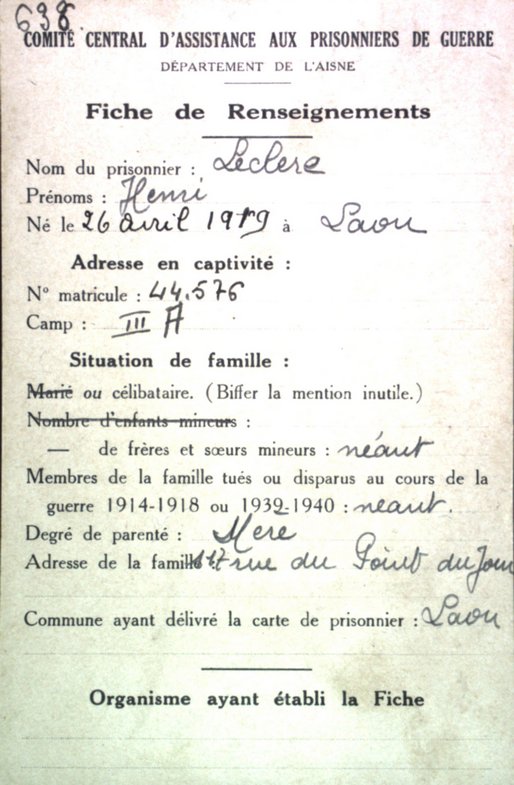 638
COMITÉ CENTRAL D'ASSISTANCE AUX PRISONNIERS DE GUERRE
DÉPARTEMENT DE L'AISNE
Fiche de Renseignements
Nom du prisonnier : Leclere
Prénoms : Henri
Né le 26 avril 1919 à Laon
Adresse en captivité :
N° matricule : 44.576
Camp : III A
Situation de famille :
Marié ou célibataire. (Biffer la mention inutile.)
Nombre d'enfants mineurs :
— de frères et sœurs mineurs : néant
Membres de la famille tués ou disparus au cours de la
guerre 1914-1918 ou 1939-1940 : néant.
Degré de parenté : Mere
Adresse de la famille : rue du Point du Jour
Commune ayant délivré la carte de prisonnier : Laon
Organisme ayant établi la Fiche